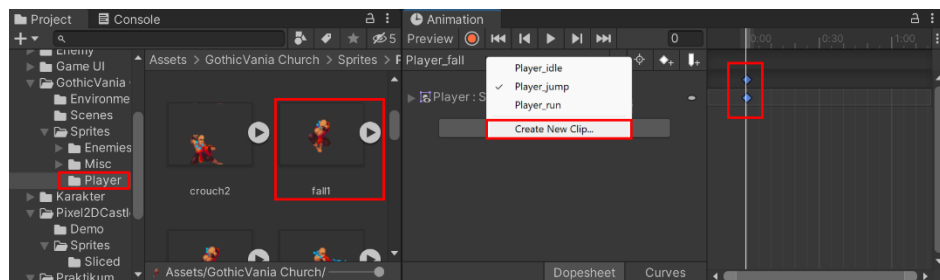 Project Console
Animation
5
Preview 0 0:00 0:30 1:00
Enemy
Game UI
GothicVania
Environme
Scenes
Sprites
Enemies
Misc
Player
Karakter
Pixel2DCastl
Demo
Sprites
Sliced
Praktikum
Assets > GothicVania Church > Sprites >
crouch2
fall1
Assets/GothicVania Church/
Player_fall
Player : S
Player_idle
✓ Player_jump
Player_run
Create New Clip...
Dopesheet Curves